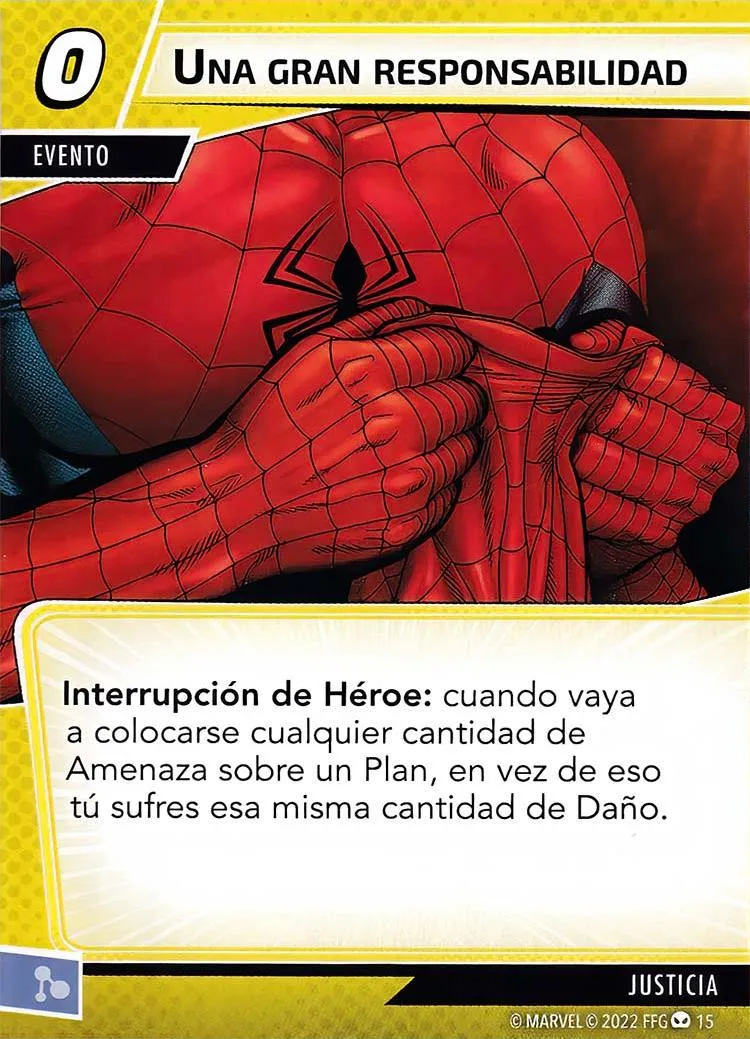 0
UNA GRAN RESPONSABILIDAD
EVENTO
Interrupción de Héroe: cuando vaya
a colocarse cualquier cantidad de
Amenaza sobre un Plan, en vez de eso
tú sufres esa misma cantidad de Daño.
JUSTICIA
© MARVEL © 2022 FFG 15